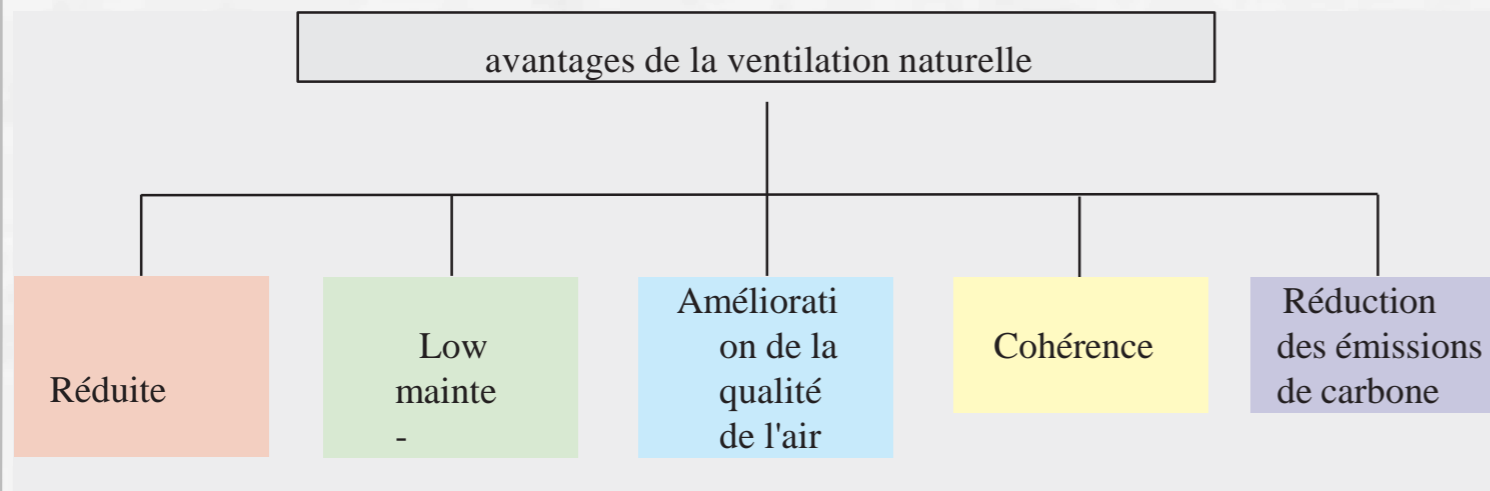 avantages de la ventilation naturelle
Réduite
Low
mainte
-
Améliorati
on de la
qualité
de l'air
Cohérence
Réduction
des émissions
de carbone